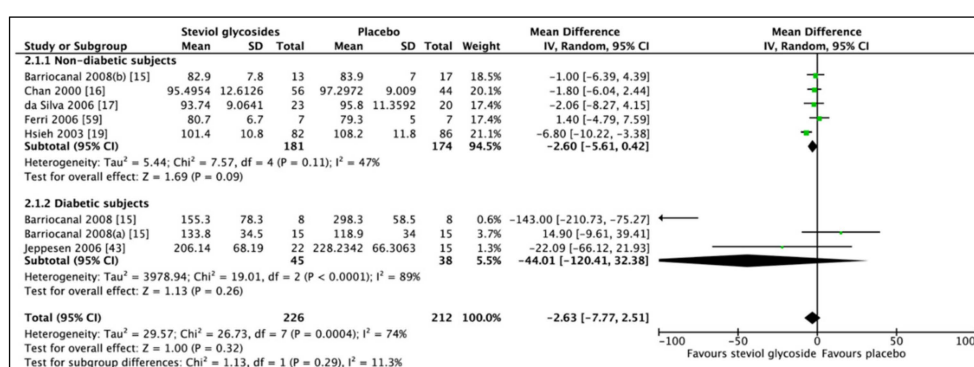 Steviol glycosides Placebo Mean Difference Mean Difference
Study or Subgroup Mean SD Total Mean SD Total Weight IV, Random, 95% CI IV, Random, 95% CI
2.1.1 Non-diabetic subjects
Barriocanal 2008(b) [15] 82.9 7.8 13 83.9 7 17 18.5% -1.00 [-6.39, 4.39]
Chan 2000 [16] 95.4954 12.6126 56 97.2972 9.009 44 20.1% -1.80 [-6.04, 2.44]
da Silva 2006 [17] 93.74 9.0641 23 95.8 11.3592 20 17.4% -2.06 [-8.27, 4.15]
Ferri 2006 [59] 80.7 6.7 7 79.3 5 7 17.4% 1.40 [-4.79, 7.59]
Hsieh 2003 [19] 101.4 10.8 82 108.2 11.8 86 21.1% -6.80 [-10.22, -3.38]
Subtotal (95% CI) 181 174 94.5% -2.60 [-5.61, 0.42]
Heterogeneity: Tau² = 5.44; Chi² = 7.57, df = 4 (P = 0.11); I² = 47%
Test for overall effect: Z = 1.69 (P = 0.09)
2.1.2 Diabetic subjects
Barriocanal 2008 [15] 155.3 78.3 8 298.3 58.5 8 0.6% -143.00 [-210.73, -75.27]
Barriocanal 2008(a) [15] 133.8 34.5 15 118.9 34 15 3.7% 14.90 [-9.61, 39.41]
Jeppesen 2006 [43] 206.14 68.19 22 228.2342 66.3063 15 1.3% -22.09 [-66.12, 21.93]
Subtotal (95% CI) 45 38 5.5% -44.01 [-120.41, 32.38]
Heterogeneity: Tau² = 3978.94; Chi² = 19.01, df = 2 (P < 0.0001); I² = 89%
Test for overall effect: Z = 1.13 (P = 0.26)
Total (95% CI) 226 212 100.0% -2.63 [-7.77, 2.51]
Heterogeneity: Tau² = 29.57; Chi² = 26.73, df = 7 (P = 0.0004); I² = 74%
Test for overall effect: Z = 1.00 (P = 0.32)
Test for subgroup differences: Chi² = 1.13, df = 1 (P = 0.29), I² = 11.3%
-100 -50 0 50 100
Favours steviol glycoside Favours placebo